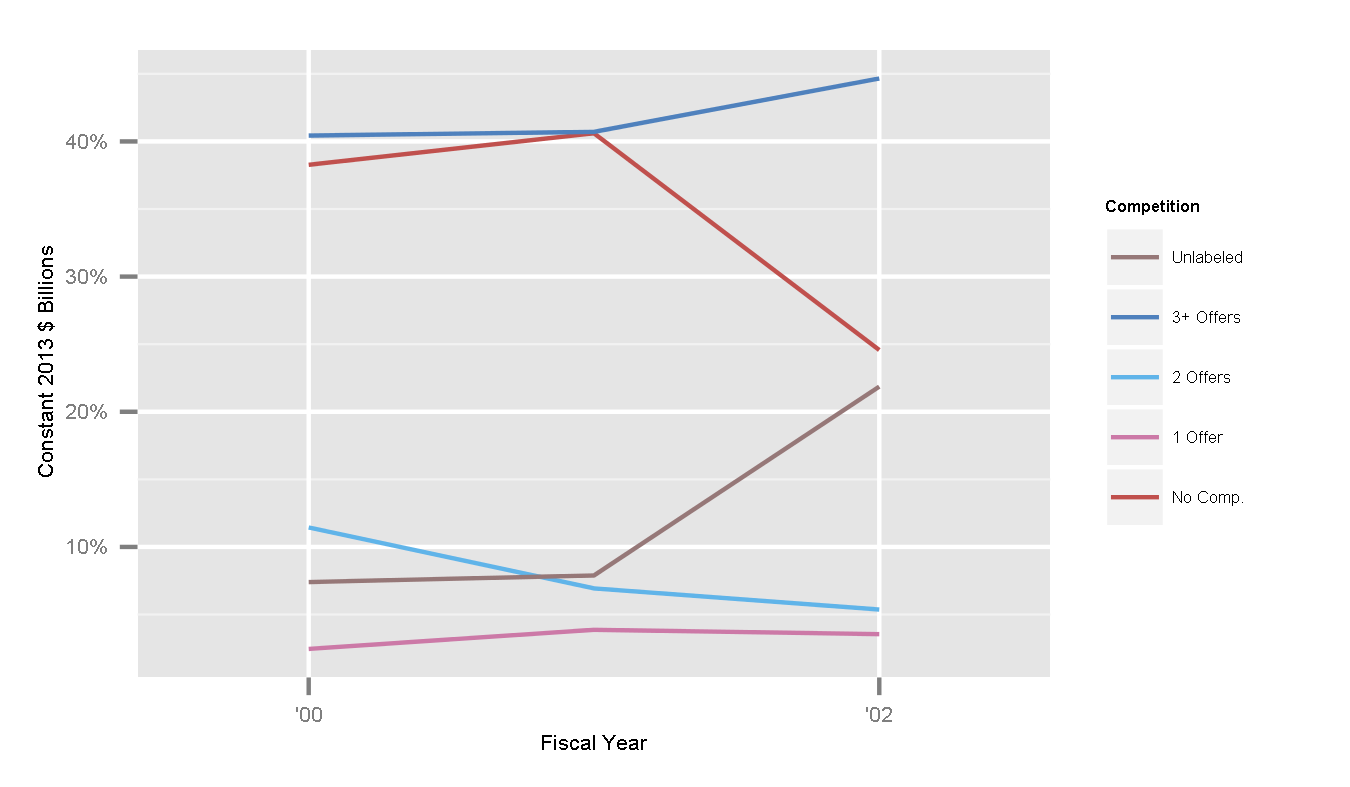 40%
30%
20%
10%
Constant 2013 $ Billions
'00
'02
Fiscal Year
Competition
Unlabeled
3+ Offers
2 Offers
1 Offer
No Comp.